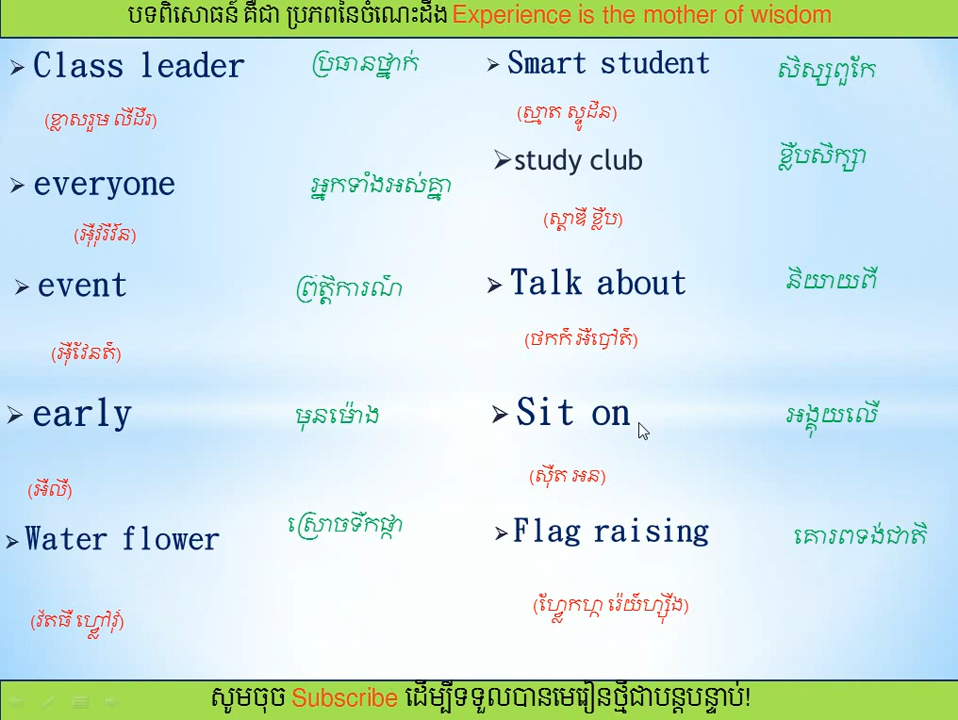 បទពិសោធន៍ គឺជា ប្រភពនៃចំណេះដឹង Experience is the mother of wisdom
➢ Class leader ប្រធានថ្នាក់
(ខ្លាសរួម លីដឺរ)
➢ everyone អ្នកទាំងអស់គ្នា
(អ៊ីវ៉រីវ៉ន)
➢ event ព្រឹត្តិការណ៍
(អ៊ីវែនត៍)
➢ early មុនម៉ោង
(អឺលី)
➢ Water flower ស្រោចទឹកផ្កា
(វ៉តធឺ ហ្វ្លៅវ៉)
➢ Smart student សិស្សពូកែ
(ស្មាត ស្ទូដិន)
➢ study club ខ្លឹបសិក្សា
(ស្តាឌី ខ្លឹប)
➢ Talk about និយាយពី
(ថកក៍ អឺបៅត៍)
➢ Sit on អង្គុយលើ
(ស៊ីត អន)
➢ Flag raising គោរពទង់ជាតិ
(ហ្វ្លែកហ្គ រ៉េយ៍ហ្ស៊ីង)
សូមចុច Subscribe ដើម្បីទទួលបានមេរៀនថ្មីជាបន្តបន្ទាប់!